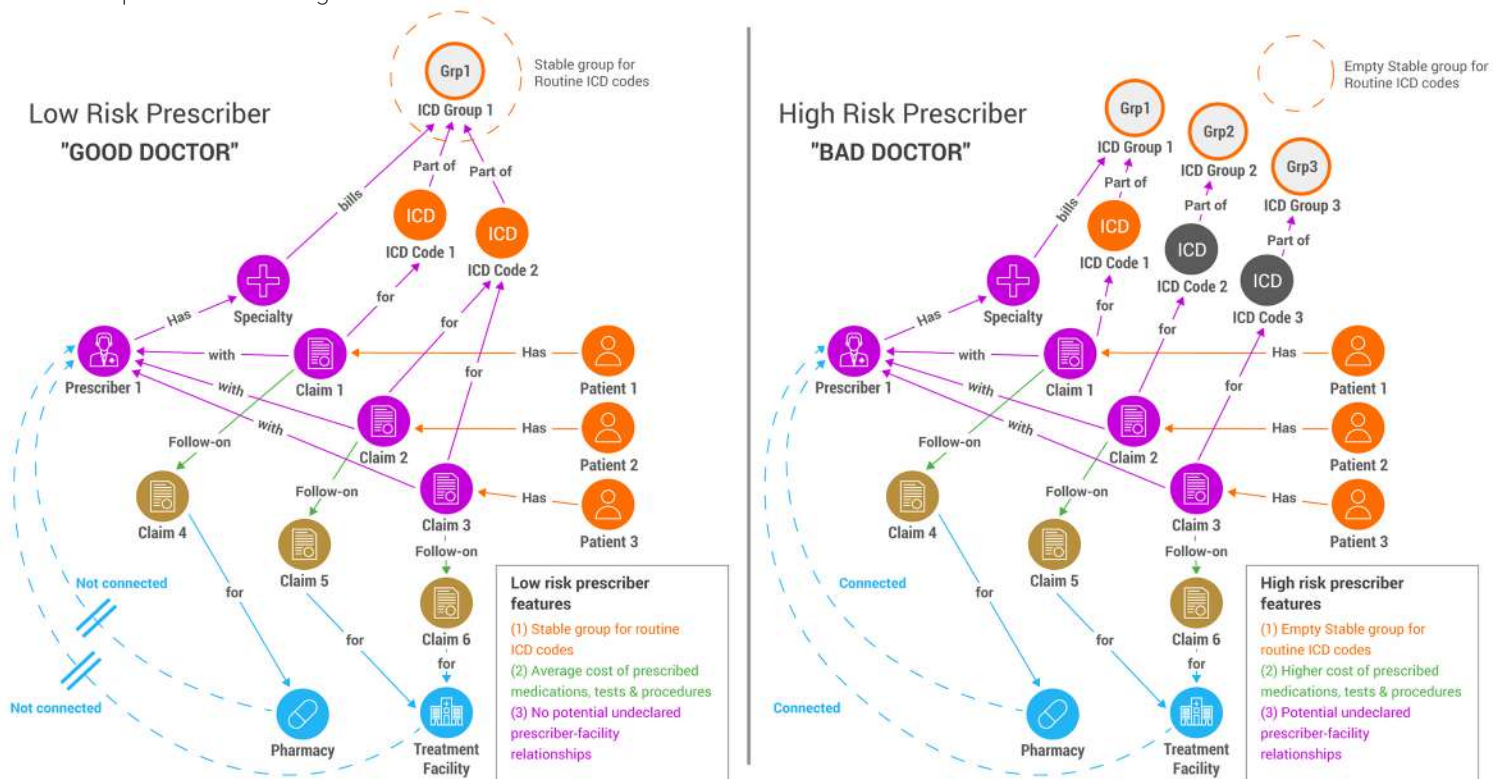 Grp1
ICD Group 1
Stable group for
Routine ICD codes
Low Risk Prescriber
"GOOD DOCTOR"
bills
Part of
Part of
ICD
ICD Code 1
ICD
ICD Code 2
Has
Specialty
for
for
for
Prescriber 1
with
Claim 1
Has
Patient 1
with
Claim 2
Has
Patient 2
with
Follow-on
Claim 3
Has
Patient 3
Follow-on
Follow-on
Claim 4
Claim 5
Claim 6
Not connected
Not connected
for
for
for
Pharmacy
Treatment
Facility
Low risk prescriber
features
(1) Stable group for routine
ICD codes
(2) Average cost of prescribed
medications, tests & procedures
(3) No potential undeclared
prescriber-facility
relationships
Empty Stable group for
Routine ICD codes
High Risk Prescriber
"BAD DOCTOR"
Grp1
ICD Group 1
Grp2
ICD Group 2
Grp3
ICD Group 3
bills
Part of
Part of
Part of
ICD
ICD Code 1
ICD
ICD Code 2
ICD
ICD Code 3
Has
Specialty
for
for
for
Prescriber 1
with
Claim 1
Has
Patient 1
with
Claim 2
Has
Patient 2
with
Follow-on
Claim 3
Has
Patient 3
Follow-on
Follow-on
Claim 4
Claim 5
Claim 6
Connected
Connected
for
for
for
Pharmacy
Treatment
Facility
High risk prescriber
features
(1) Empty Stable group for
routine ICD codes
(2) Higher cost of prescribed
medications, tests & procedures
(3) Potential undeclared
prescriber-facility
relationships